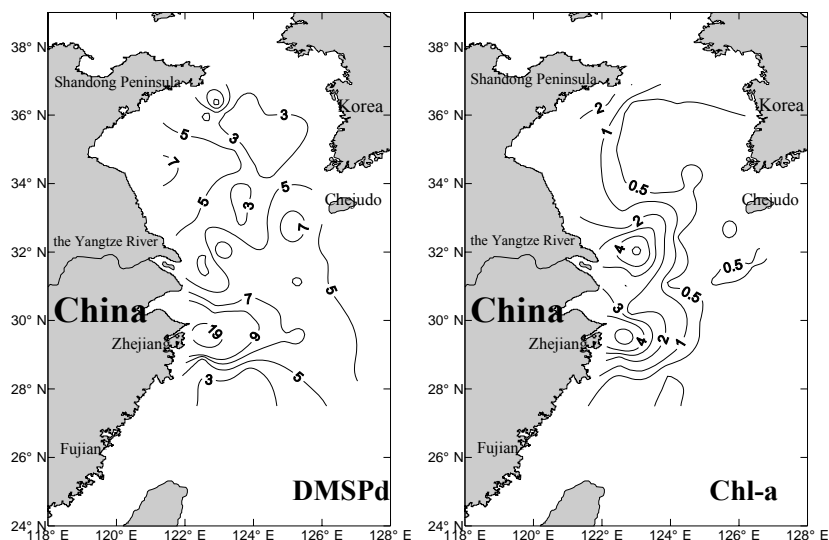 38° N
Shandong Peninsula
36° N
Korea
3
5
3
7
34° N
5
5
3
Chejudo
7
the Yangtze River
32° N
5
7
China
30° N
19
9
Zhejiang
3
5
28° N
Fujian
26° N
DMSPd
24° N
118° E
120° E
122° E
124° E
126° E
128° E
38° N
Shandong Peninsula
2
36° N
Korea
1
34° N
0.5
Chejudo
2
the Yangtze River
4
32° N
0.5
0.5
3
China
30° N
4
2
1
Zhejiang
28° N
Fujian
26° N
Chl-a
24° N
118° E
120° E
122° E
124° E
126° E
128° E